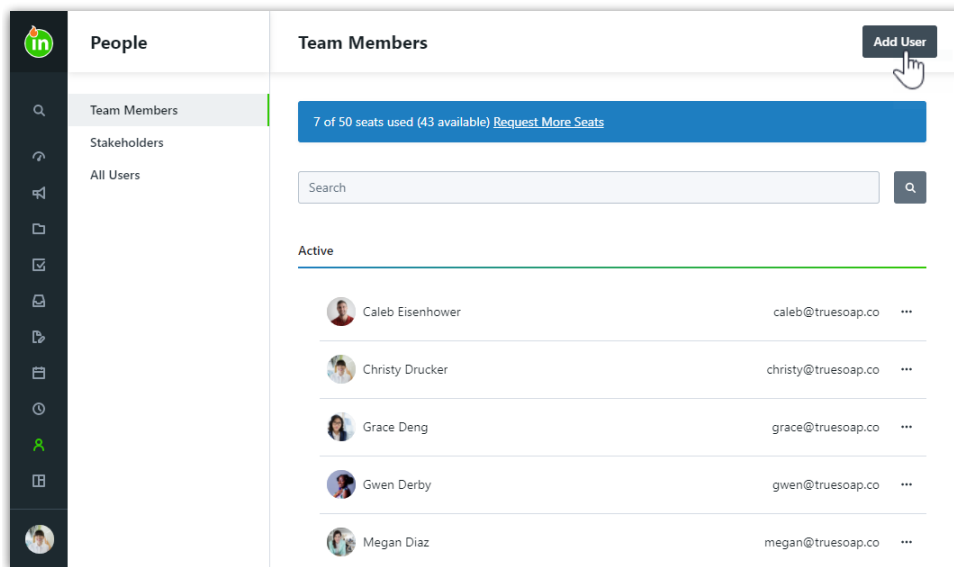 in
People
Team Members
Add User
Team Members
Stakeholders
All Users
7 of 50 seats used (43 available) Request More Seats
Search
Active
Caleb Eisenhower caleb@truesoap.co
Christy Drucker christy@truesoap.co
Grace Deng grace@truesoap.co
Gwen Derby gwen@truesoap.co
Megan Diaz megan@truesoap.co